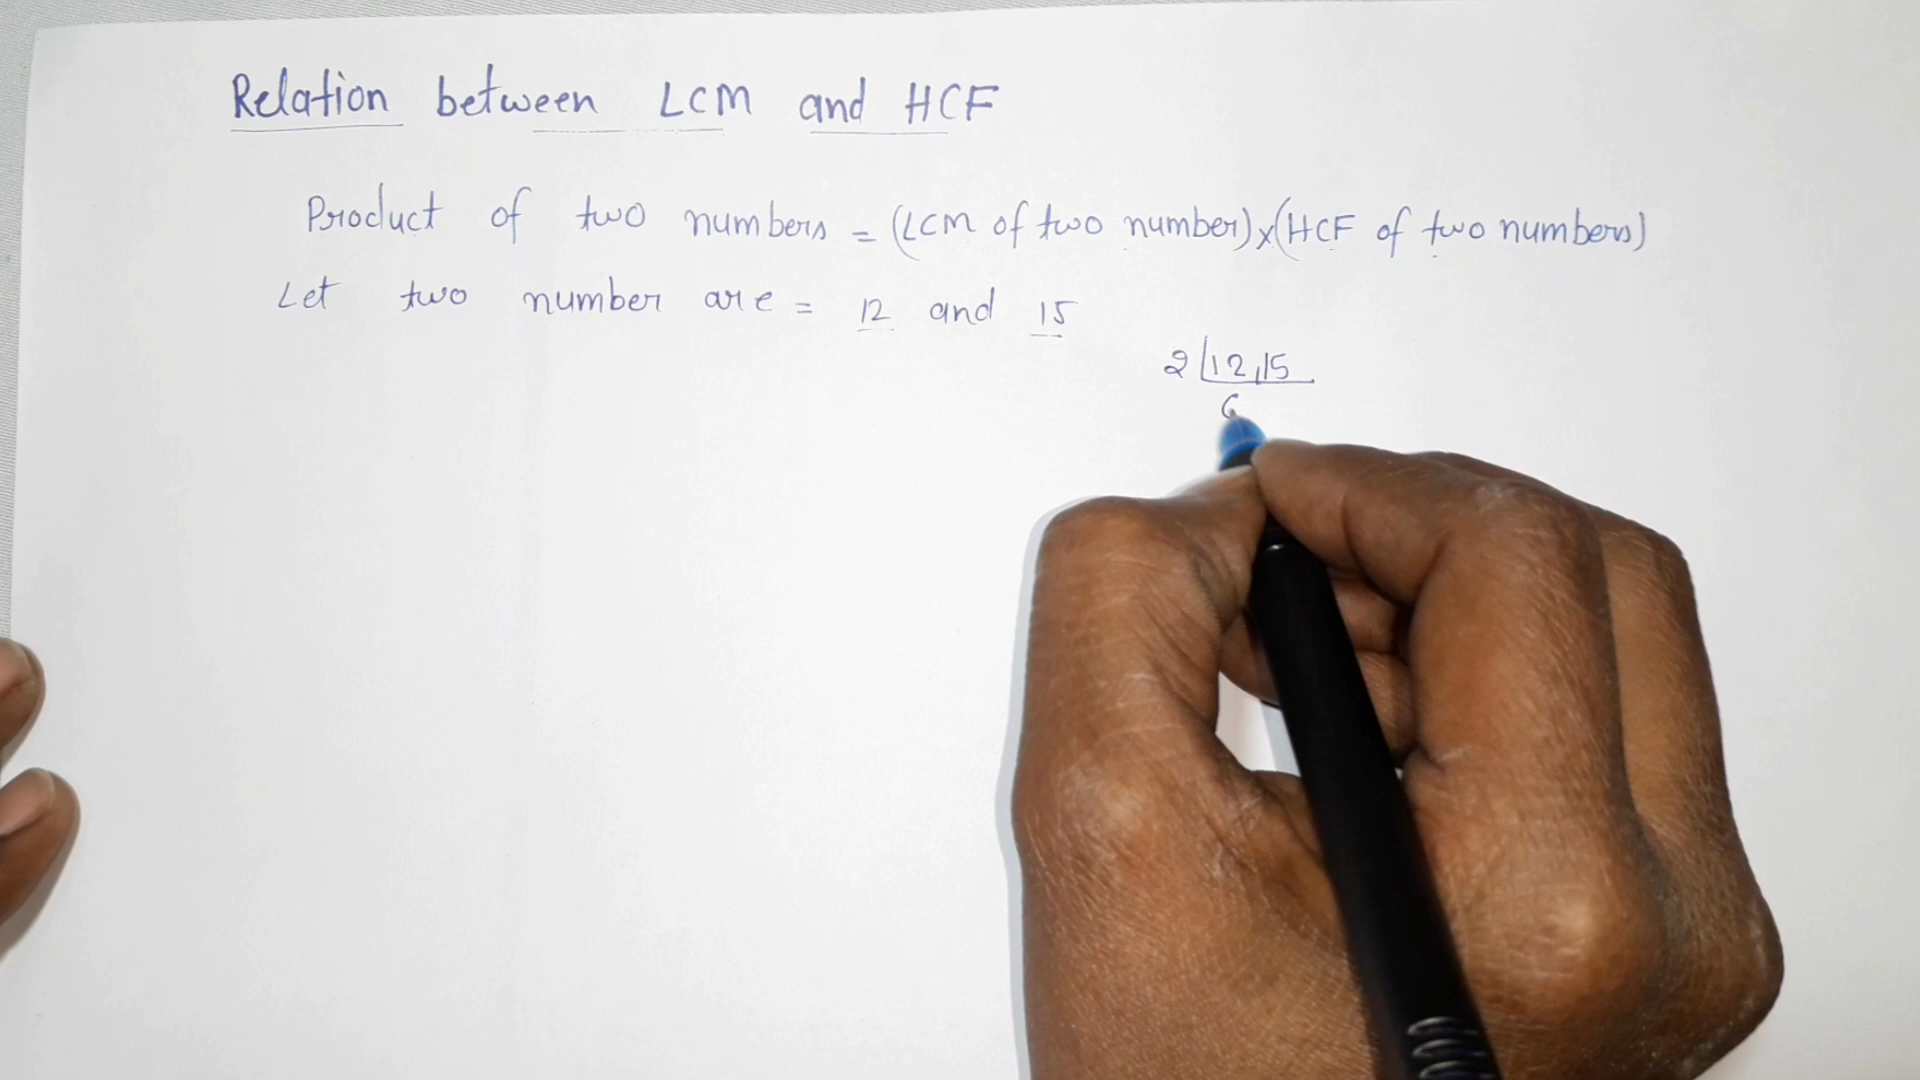 Relation between LCM and HCF
Product of two numbers = (LCM of two number)x(HCF of two numbers)
Let two number are = 12 and 15
2 12,15
6